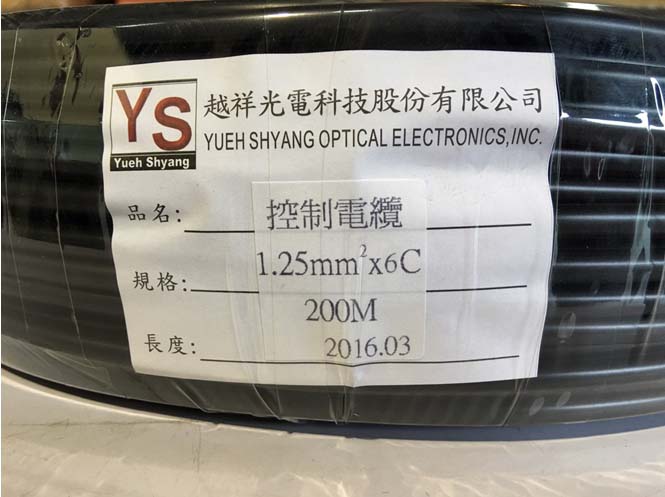 YS
Yueh Shyang
越祥光電科技股份有限公司
YUEH SHYANG OPTICAL ELECTRONICS,INC.
品名: 控制電纜
規格: 1.25mm²x6C
200M
長度: 2016.03